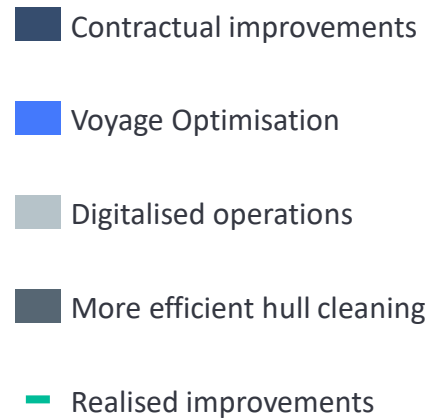 Contractual improvements
Voyage Optimisation
Digitalised operations
More efficient hull cleaning
Realised improvements